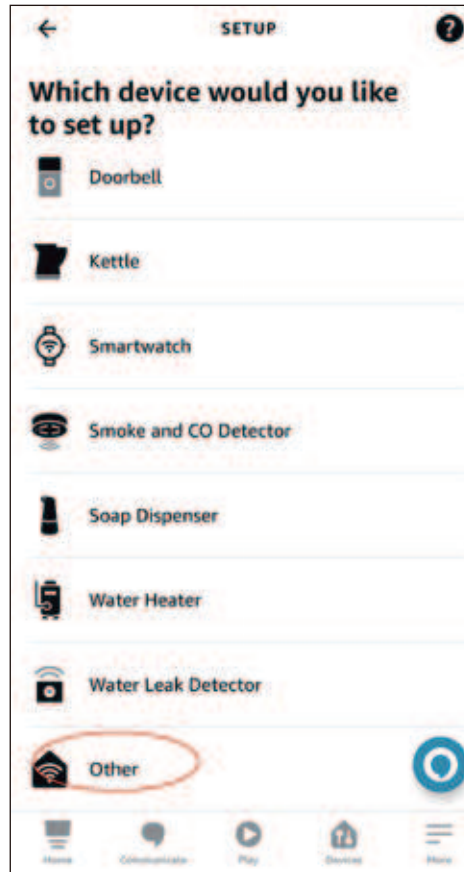 SETUP
?
Which device would you like
to set up?
Doorbell
Kettle
Smartwatch
Smoke and CO Detector
Soap Dispenser
Water Heater
Water Leak Detector
Other
Home Communicate Play Devices More